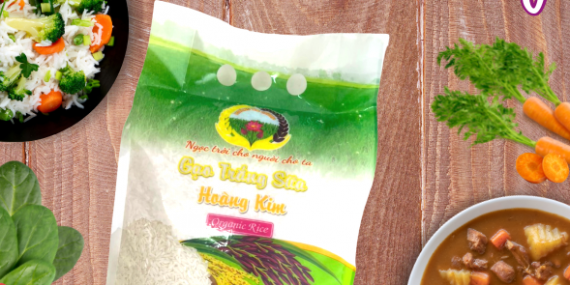 Ngọc trời cho người cho ta
Gạo Trắng Sữa
Hoàng Kim
Organic Rice